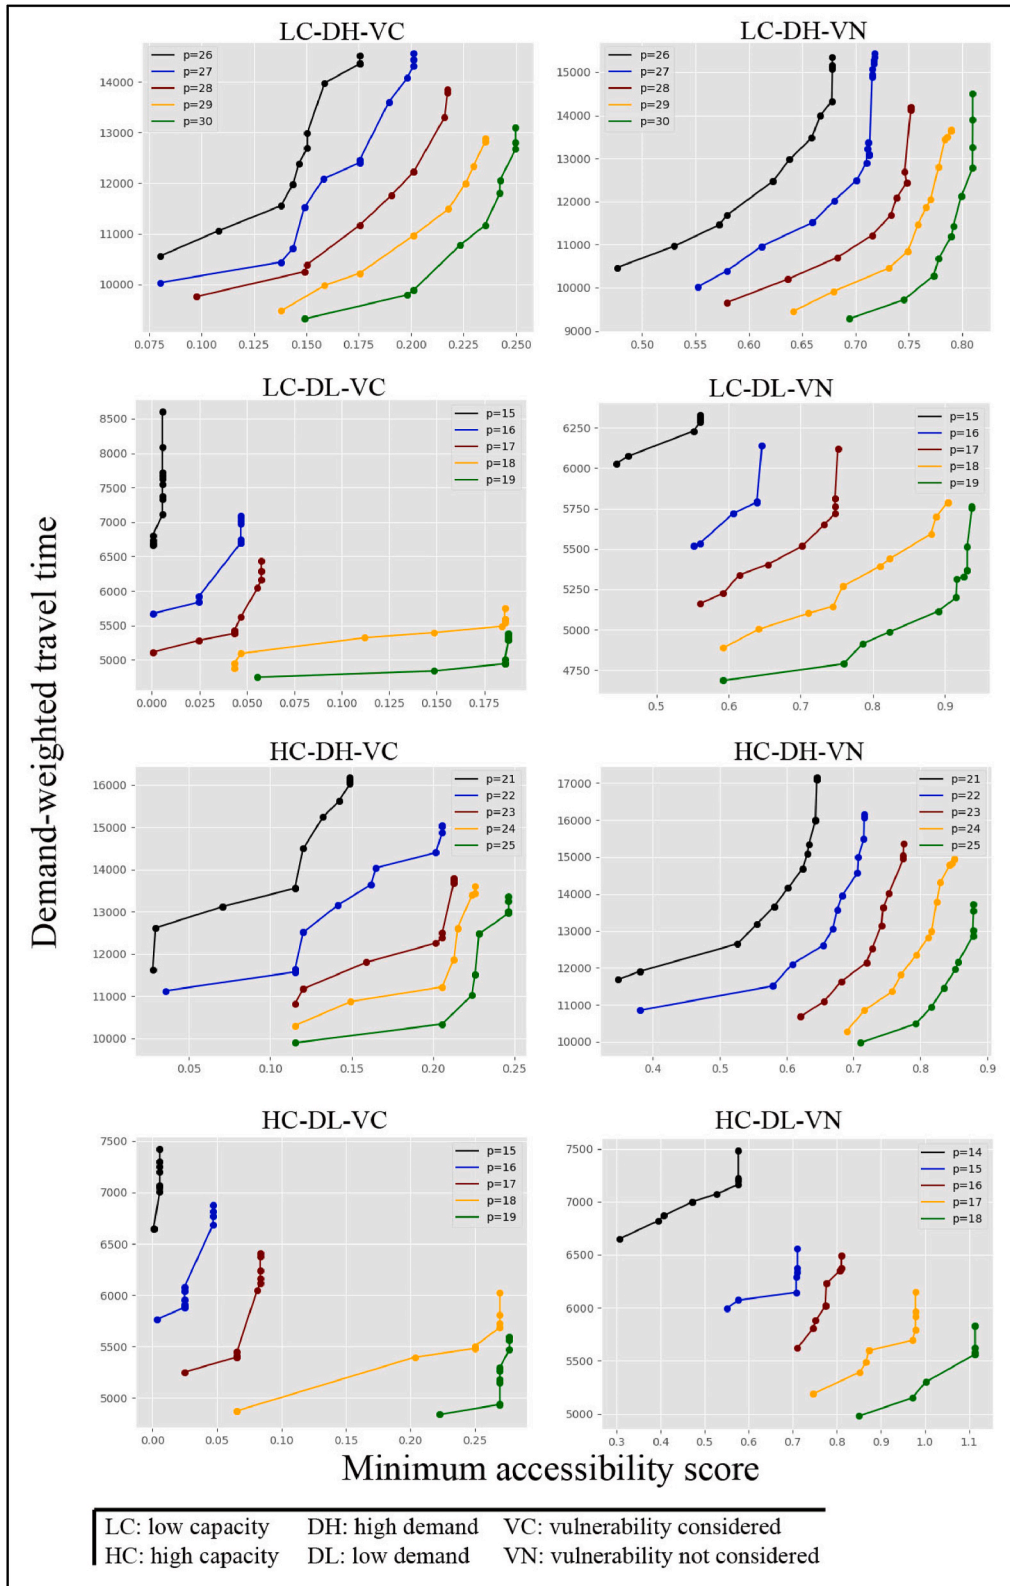 LC-DH-VC
LC-DH-VN
p=26
p=27
p=28
p=29
p=30
14000
13000
12000
11000
10000
0.075 0.100 0.125 0.150 0.175 0.200 0.225 0.250
p=26
p=27
p=28
p=29
p=30
15000
14000
13000
12000
11000
10000
9000
0.50 0.55 0.60 0.65 0.70 0.75 0.80
LC-DL-VC
LC-DL-VN
p=15
p=16
p=17
p=18
p=19
8500
8000
7500
7000
6500
6000
5500
5000
0.000 0.025 0.050 0.075 0.100 0.125 0.150 0.175
p=15
p=16
p=17
p=18
p=19
6250
6000
5750
5500
5250
5000
4750
0.5 0.6 0.7 0.8 0.9
Demand-weighted travel time
HC-DH-VC
HC-DH-VN
p=21
p=22
p=23
p=24
p=25
16000
15000
14000
13000
12000
11000
10000
0.05 0.10 0.15 0.20 0.25
p=21
p=22
p=23
p=24
p=25
17000
16000
15000
14000
13000
12000
11000
10000
0.4 0.5 0.6 0.7 0.8 0.9
HC-DL-VC
HC-DL-VN
p=15
p=16
p=17
p=18
p=19
7500
7000
6500
6000
5500
5000
0.00 0.05 0.10 0.15 0.20 0.25
p=14
p=15
p=16
p=17
p=18
7500
7000
6500
6000
5500
5000
0.3 0.4 0.5 0.6 0.7 0.8 0.9 1.0 1.1
Minimum accessibility score
LC: low capacity DH: high demand VC: vulnerability considered
HC: high capacity DL: low demand VN: vulnerability not considered